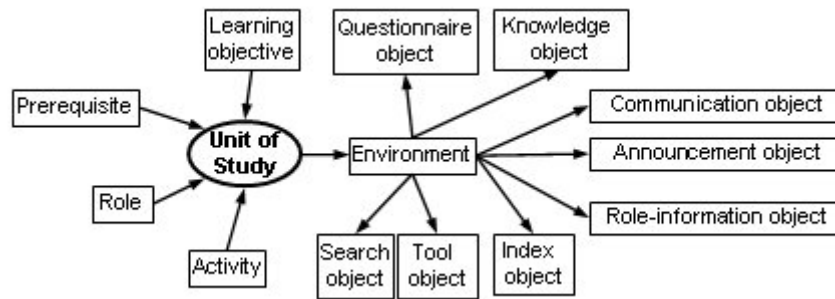 Learning
objective
Questionnaire
object
Knowledge
object
Prerequisite
Communication object
Unit of
Study
Environment
Announcement object
Role
Role-information object
Activity
Search
object
Tool
object
Index
object